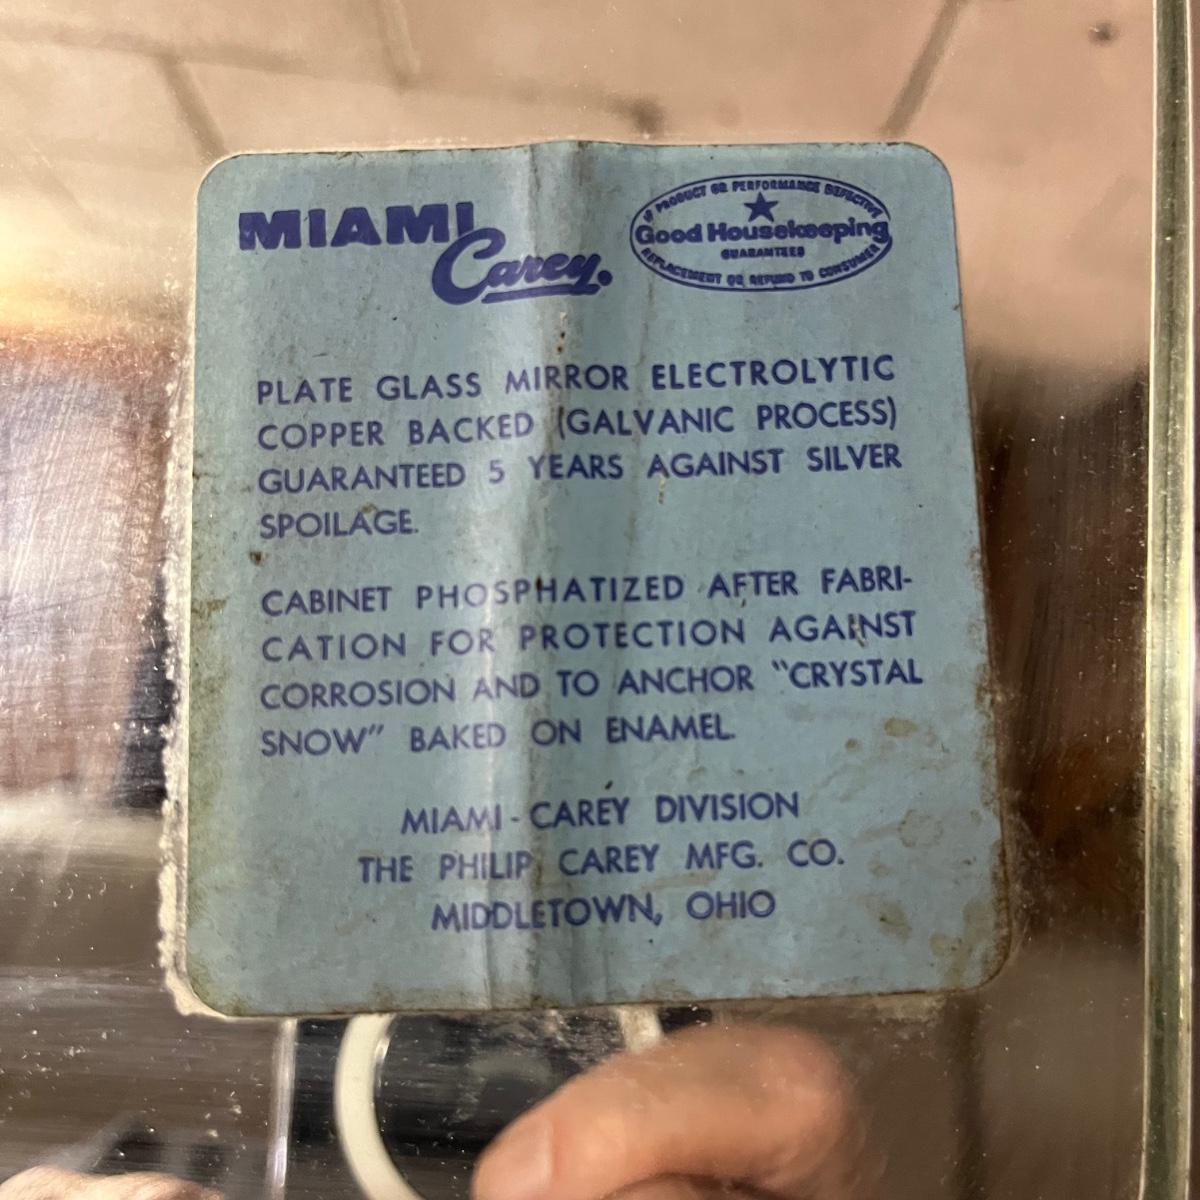 MIAMI
Carey.
IF PRODUCT OR PERFORMANCE DEFECTIVE
Good Housekeeping
GUARANTEES
REPLACEMENT OR REFUND TO CONSUMER
PLATE GLASS MIRROR ELECTROLYTIC
COPPER BACKED (GALVANIC PROCESS)
GUARANTEED 5 YEARS AGAINST SILVER
SPOILAGE.
CABINET PHOSPHATIZED AFTER FABRI-
CATION FOR PROTECTION AGAINST
CORROSION AND TO ANCHOR "CRYSTAL
SNOW" BAKED ON ENAMEL.
MIAMI-CAREY DIVISION
THE PHILIP CAREY MFG. CO.
MIDDLETOWN, OHIO